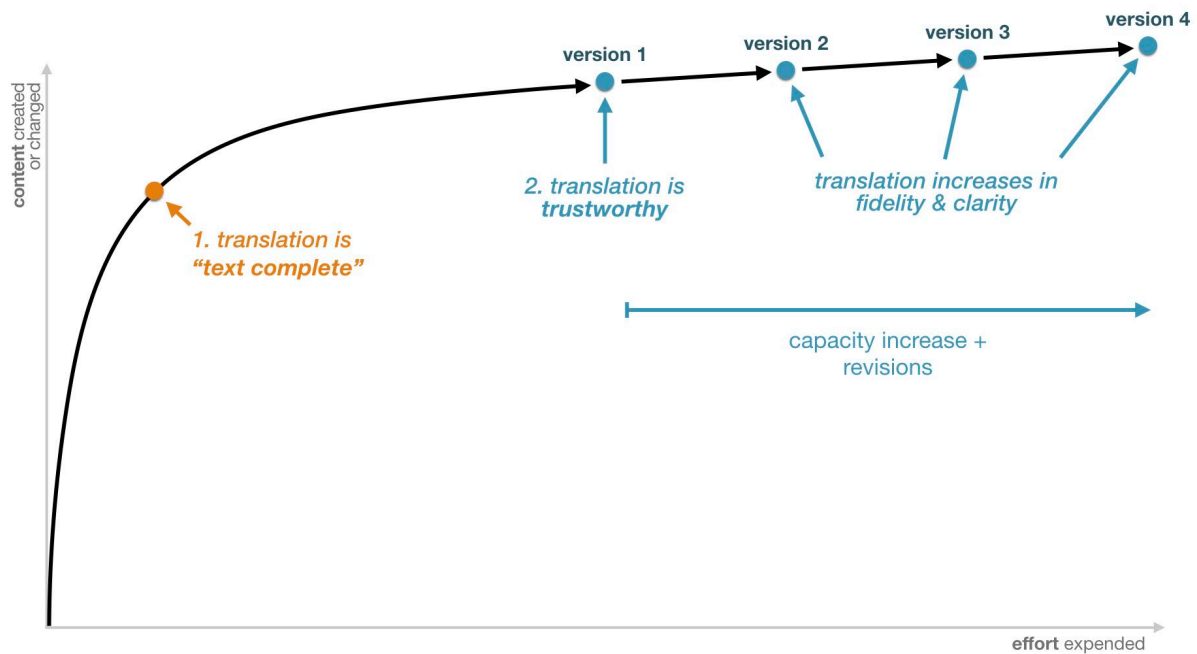 version 4
version 3
version 2
version 1
content created
or changed
1. translation is
“text complete”
2. translation is
trustworthy
translation increases in
fidelity & clarity
capacity increase +
revisions
effort expended